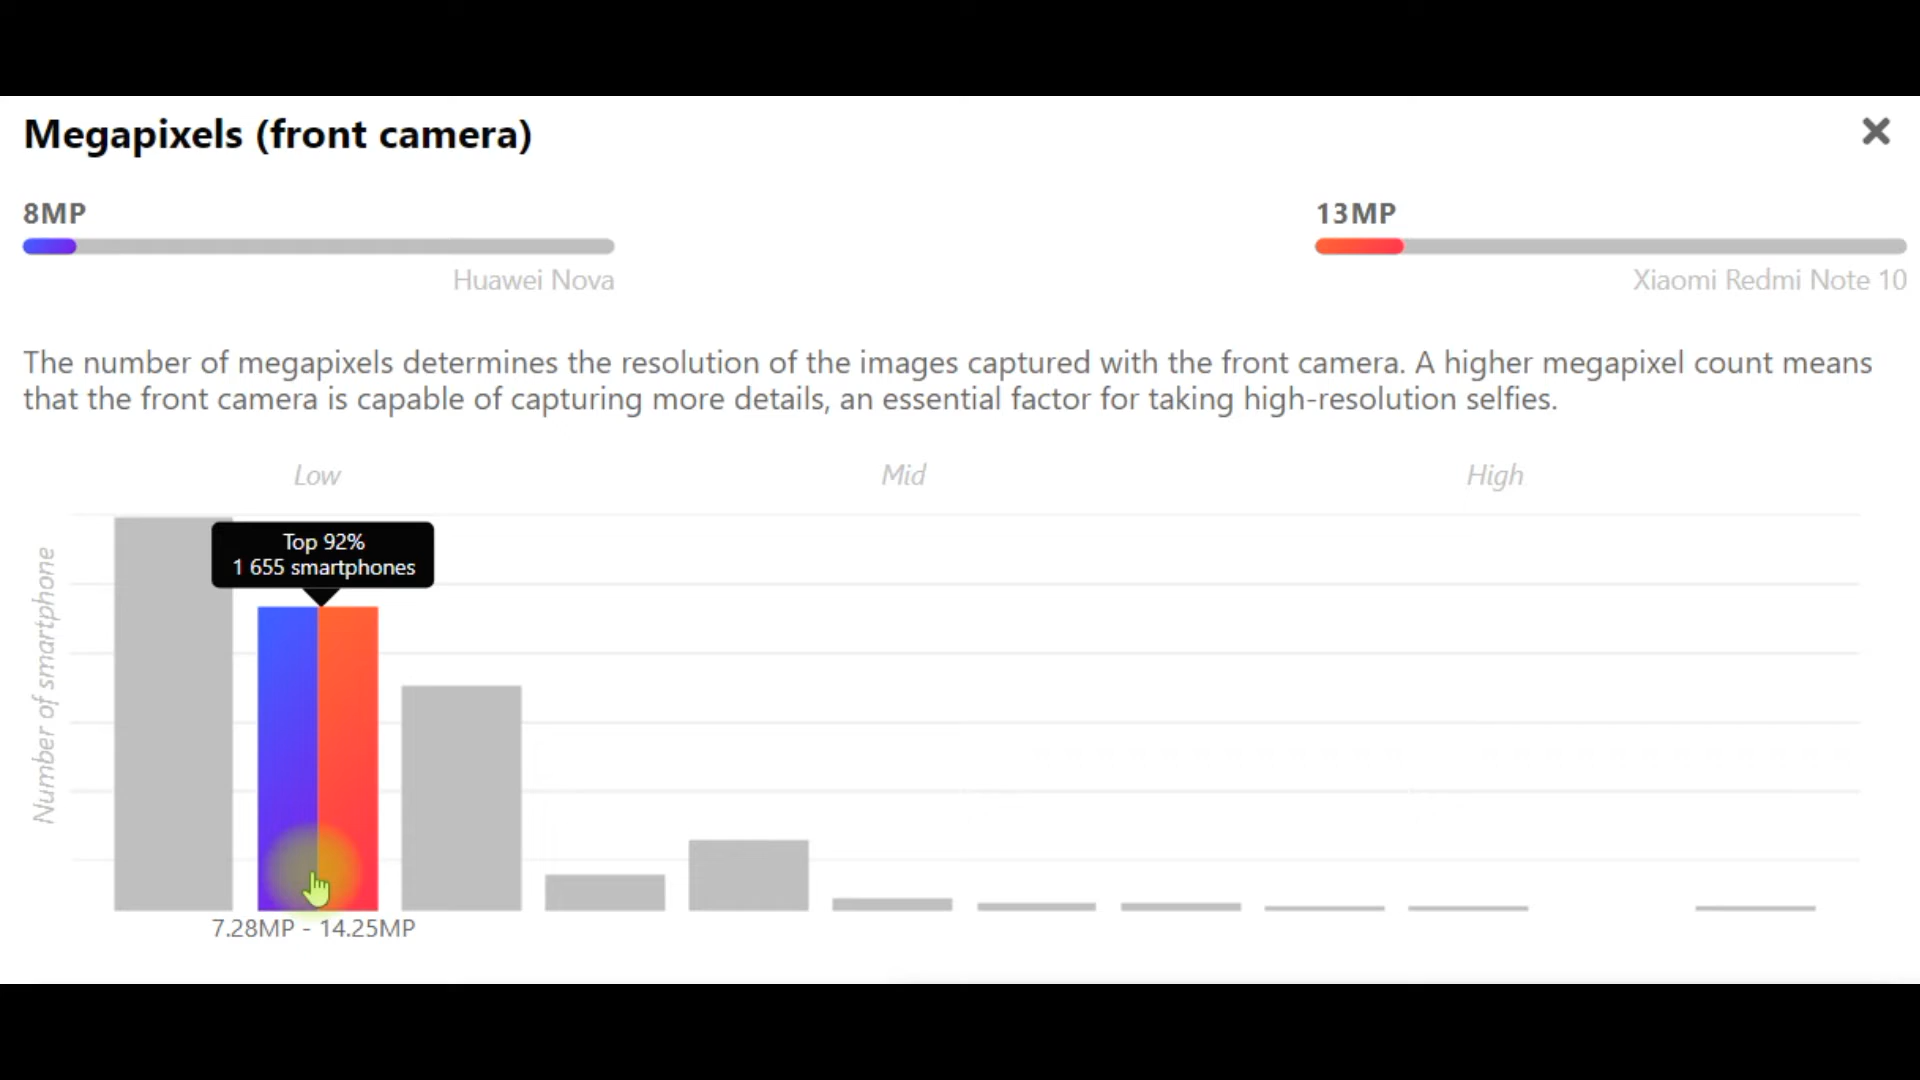 Megapixels (front camera)
8MP
13MP
Huawei Nova
Xiaomi Redmi Note 10
The number of megapixels determines the resolution of the images captured with the front camera. A higher megapixel count means
that the front camera is capable of capturing more details, an essential factor for taking high-resolution selfies.
Low
Mid
High
Number of smartphone
Top 92%
1 655 smartphones
7.28MP - 14.25MP